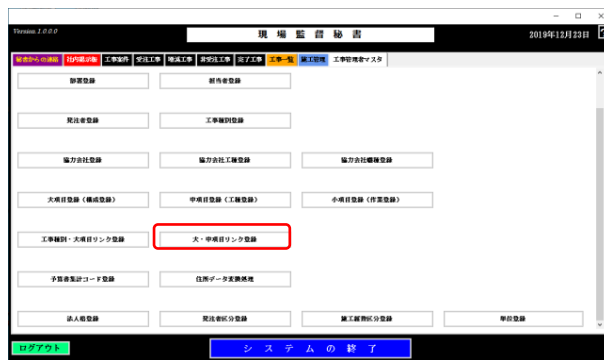 Version 1.0.0.0
現場監督秘書
2019年12月23日
秘書からの連絡 社内掲示板 工事案件 受注工事 増減工事 非受注工事 完了工事 工事一覧 施工管理 工事管理者マスタ
部署登録 担当者登録
発注者登録 工事種別登録
協力会社登録 協力会社工種登録 協力会社職種登録
大項目登録（構成登録） 中項目登録（工種登録） 小項目登録（作業登録）
工事種別・大項目リンク登録 大・中項目リンク登録
予算書集計コード登録 住所データ変換処理
法人格登録 発注者区分登録 施工経費区分登録 単位登録
ログアウト システムの終了